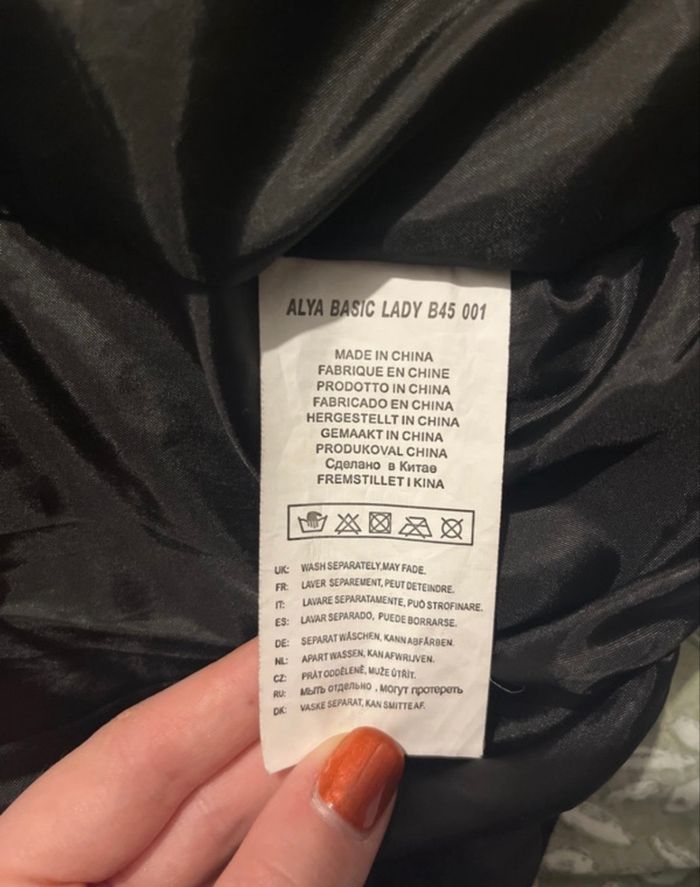 ALYA BASIC LADY B45 001
MADE IN CHINA
FABRIQUE EN CHINE
PRODOTTO IN CHINA
FABRICADO EN CHINA
HERGESTELLT IN CHINA
GEMAAKT IN CHINA
PRODUKOVAL CHINA
Сделано в Китае
FREMSTILLET I KINA
UK: WASH SEPARATELY,MAY FADE.
FR: LAVER SEPAREMENT, PEUT DETEINDRE.
IT: LAVARE SEPARATAMENTE, PUÒ STROFINARE.
ES: LAVAR SEPARADO, PUEDE BORRARSE.
DE: SEPARAT WÄSCHEN, KANN ABFÄRBEN.
NL: APART WASSEN, KAN AFWRIJVEN.
CZ: PRÁT ODDĚLENĚ, MUŽE ÚTŘÍT.
RU: Мыть отдельно , могут протереть
DK: VASKE SEPARAT, KAN SMITTE AF.